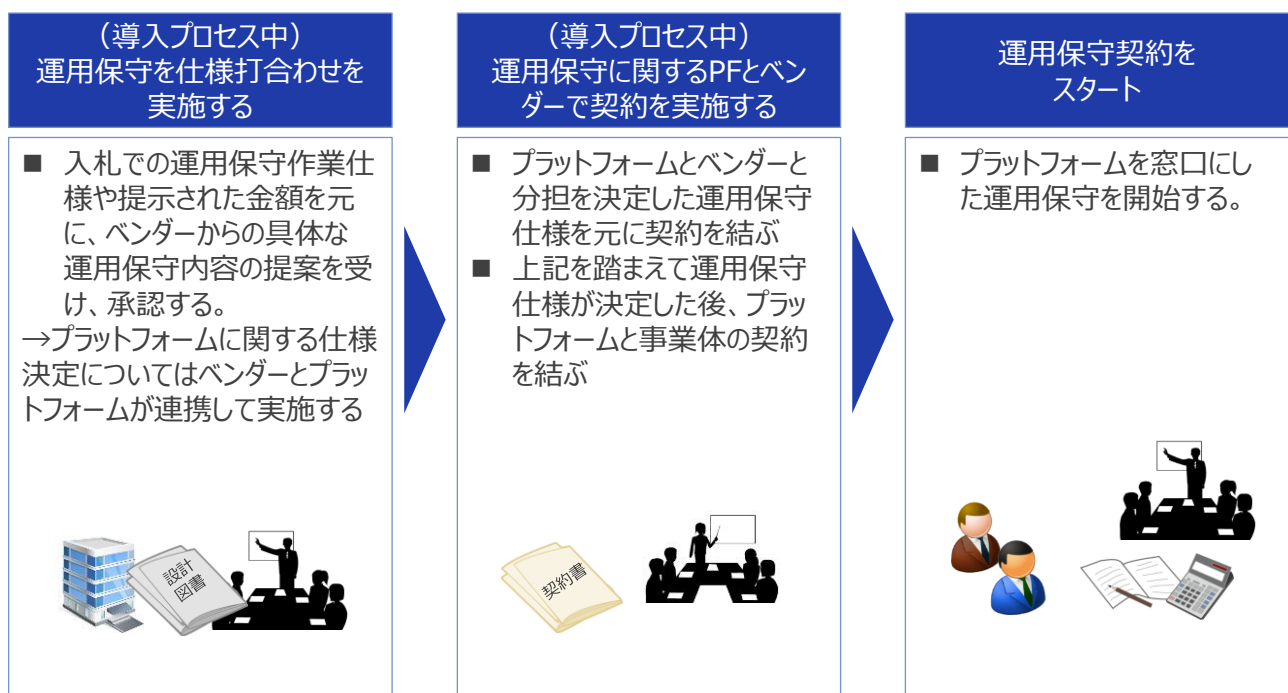 （導入プロセス中）
運用保守を仕様打合わせを
実施する
■ 入札での運用保守作業仕
様や提示された金額を元
に、ベンダーからの具体な
運用保守内容の提案を受
け、承認する。
→プラットフォームに関する仕様
決定についてはベンダーとプラッ
トフォームが連携して実施する
設計
図書
（導入プロセス中）
運用保守に関するPFとベン
ダーで契約を実施する
■ プラットフォームとベンダーと
分担を決定した運用保守
仕様を元に契約を結ぶ
■ 上記を踏まえて運用保守
仕様が決定した後、プラッ
トフォームと事業体の契約
を結ぶ
契約書
運用保守契約を
スタート
■ プラットフォームを窓口にし
た運用保守を開始する。